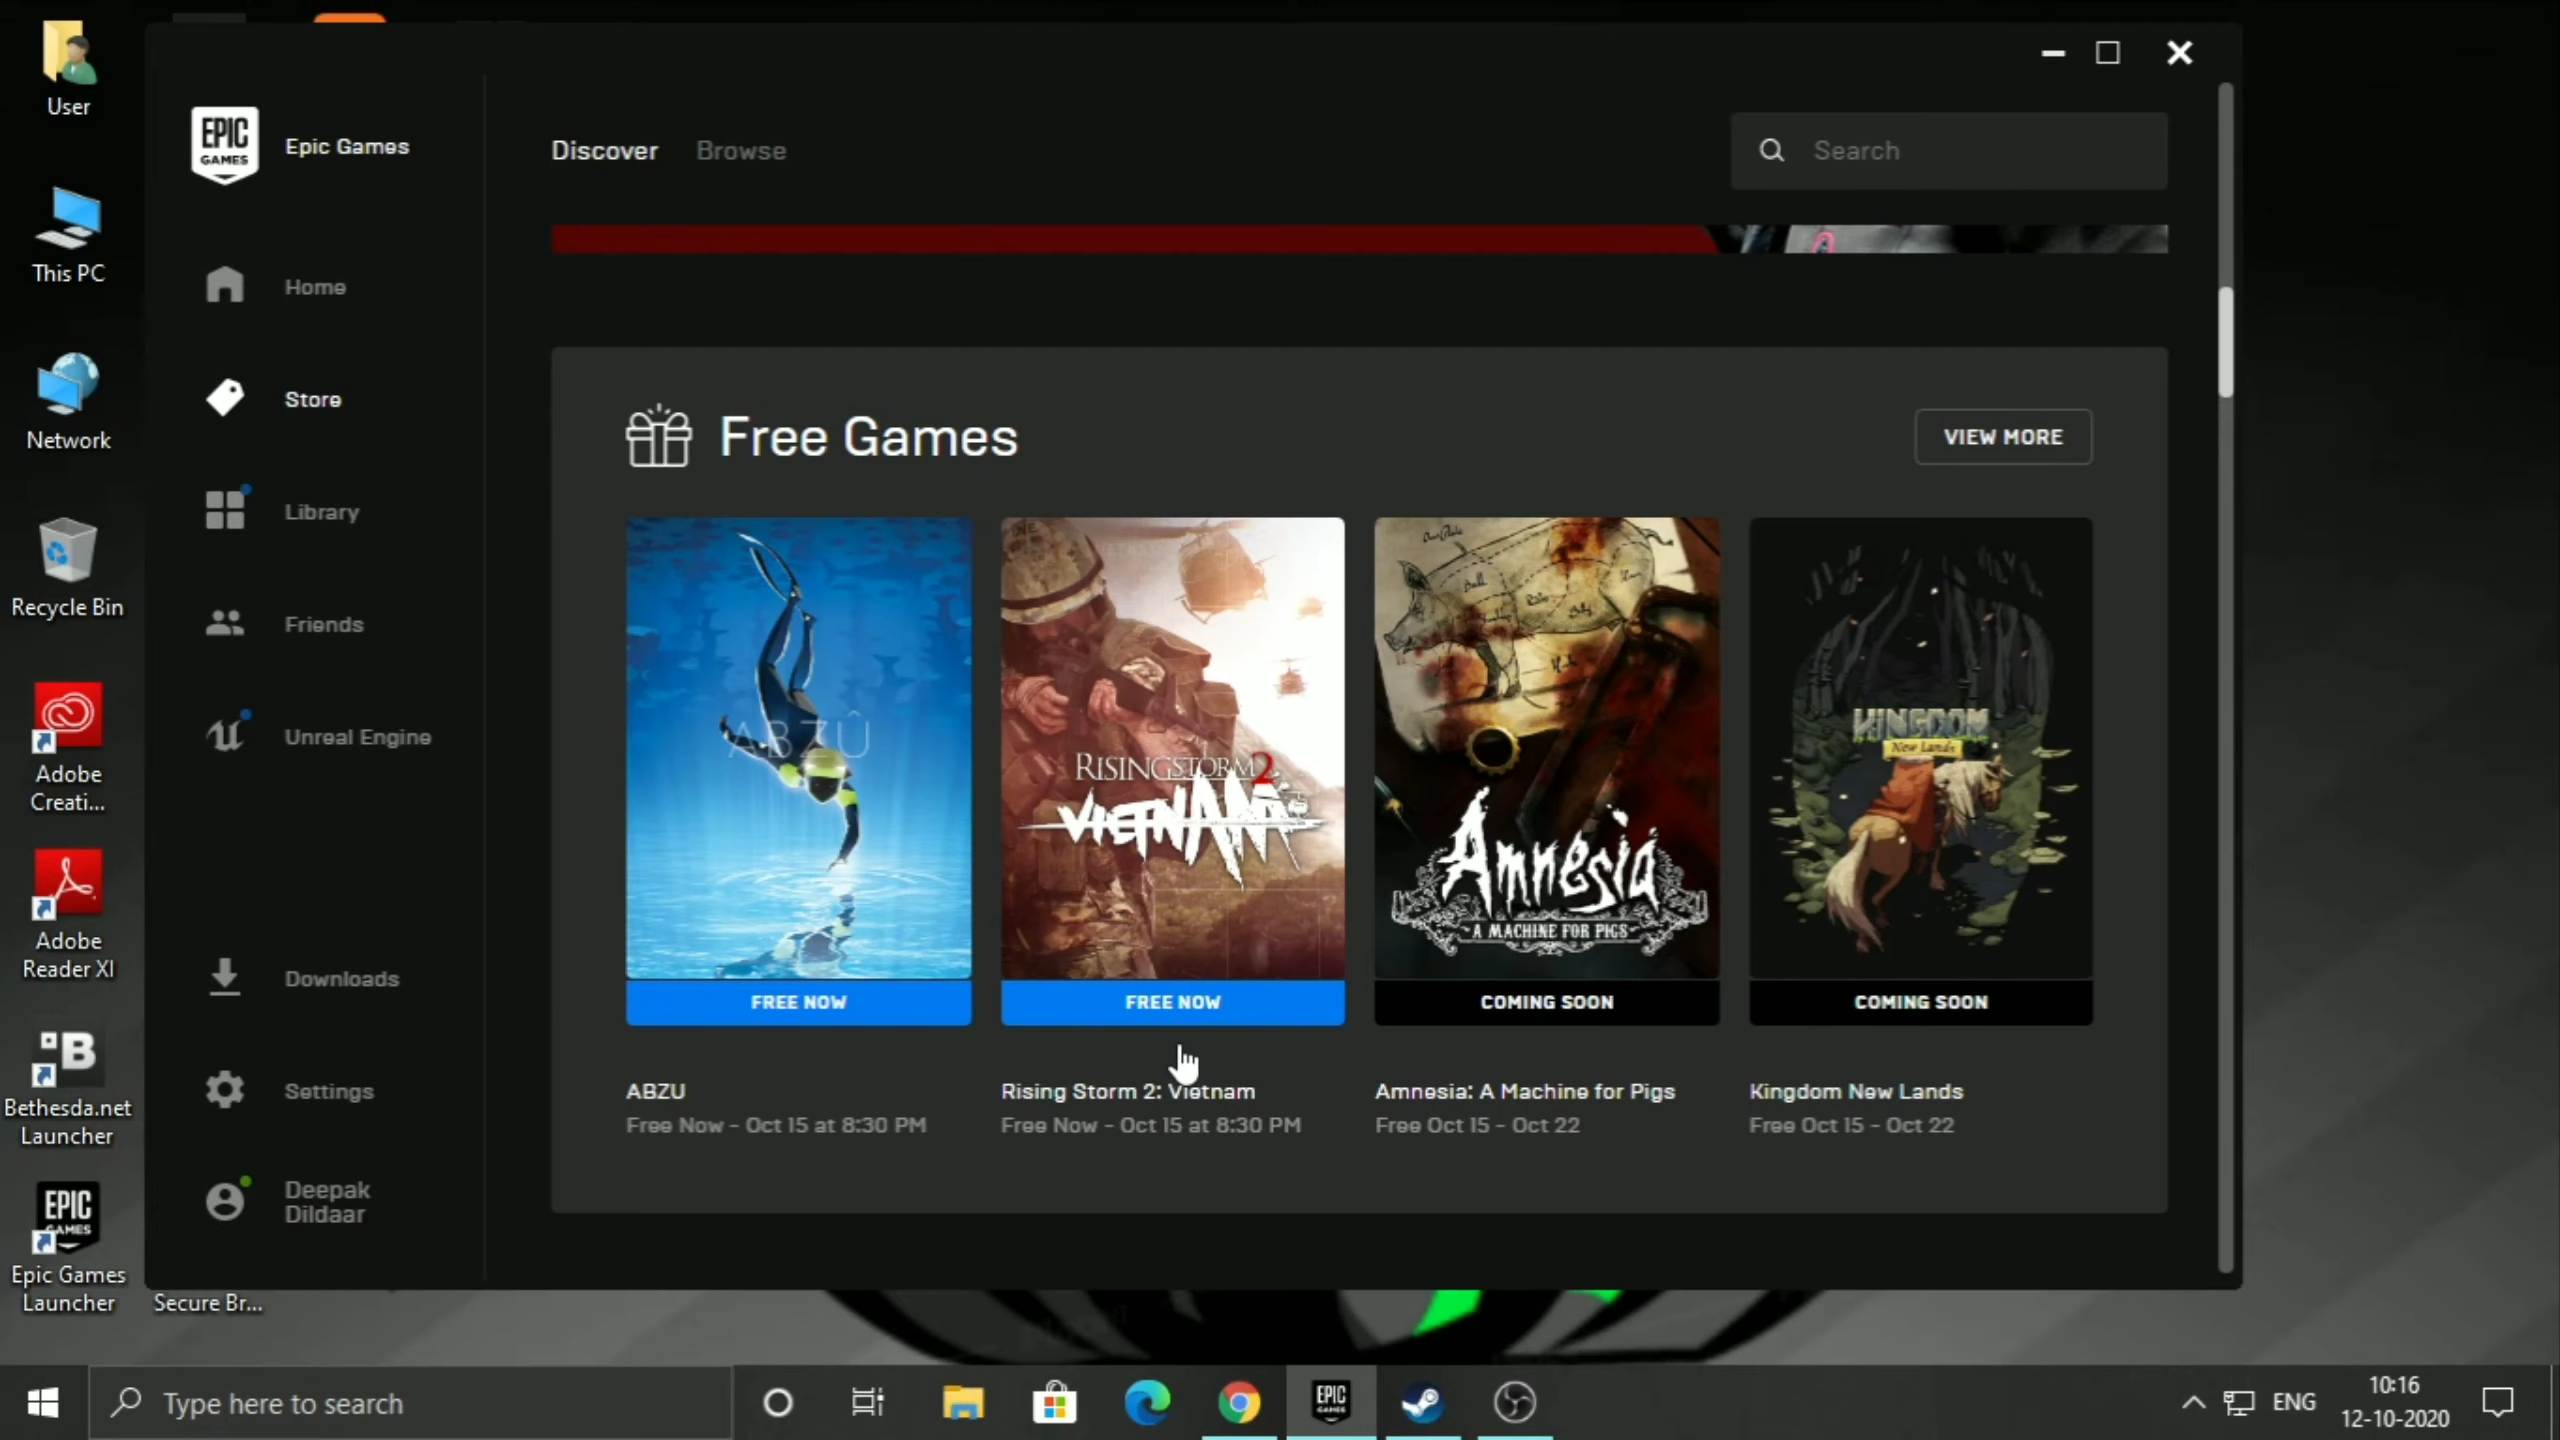 User
This PC
Network
Recycle Bin
Adobe
Creati...
Adobe
Reader XI
B
Bethesda.net
Launcher
EPIC
GAMES
Epic Games
Launcher
Secure Br...
EPIC
GAMES
Epic Games
Home
Store
Library
Friends
Unreal Engine
Downloads
Settings
Deepak
Dildaar
Discover
Browse
Search
Free Games
VIEW MORE
ABZÛ
FREE NOW
ABZU
Free Now - Oct 15 at 8:30 PM
RISING STORM 2
VIETNAM
FREE NOW
Rising Storm 2: Vietnam
Free Now - Oct 15 at 8:30 PM
Amnesia
A MACHINE FOR PIGS
COMING SOON
Amnesia: A Machine for Pigs
Free Oct 15 - Oct 22
KINGDOM
New Lands
COMING SOON
Kingdom New Lands
Free Oct 15 - Oct 22
Type here to search
EPIC
GAMES
ENG
10:16
12-10-2020